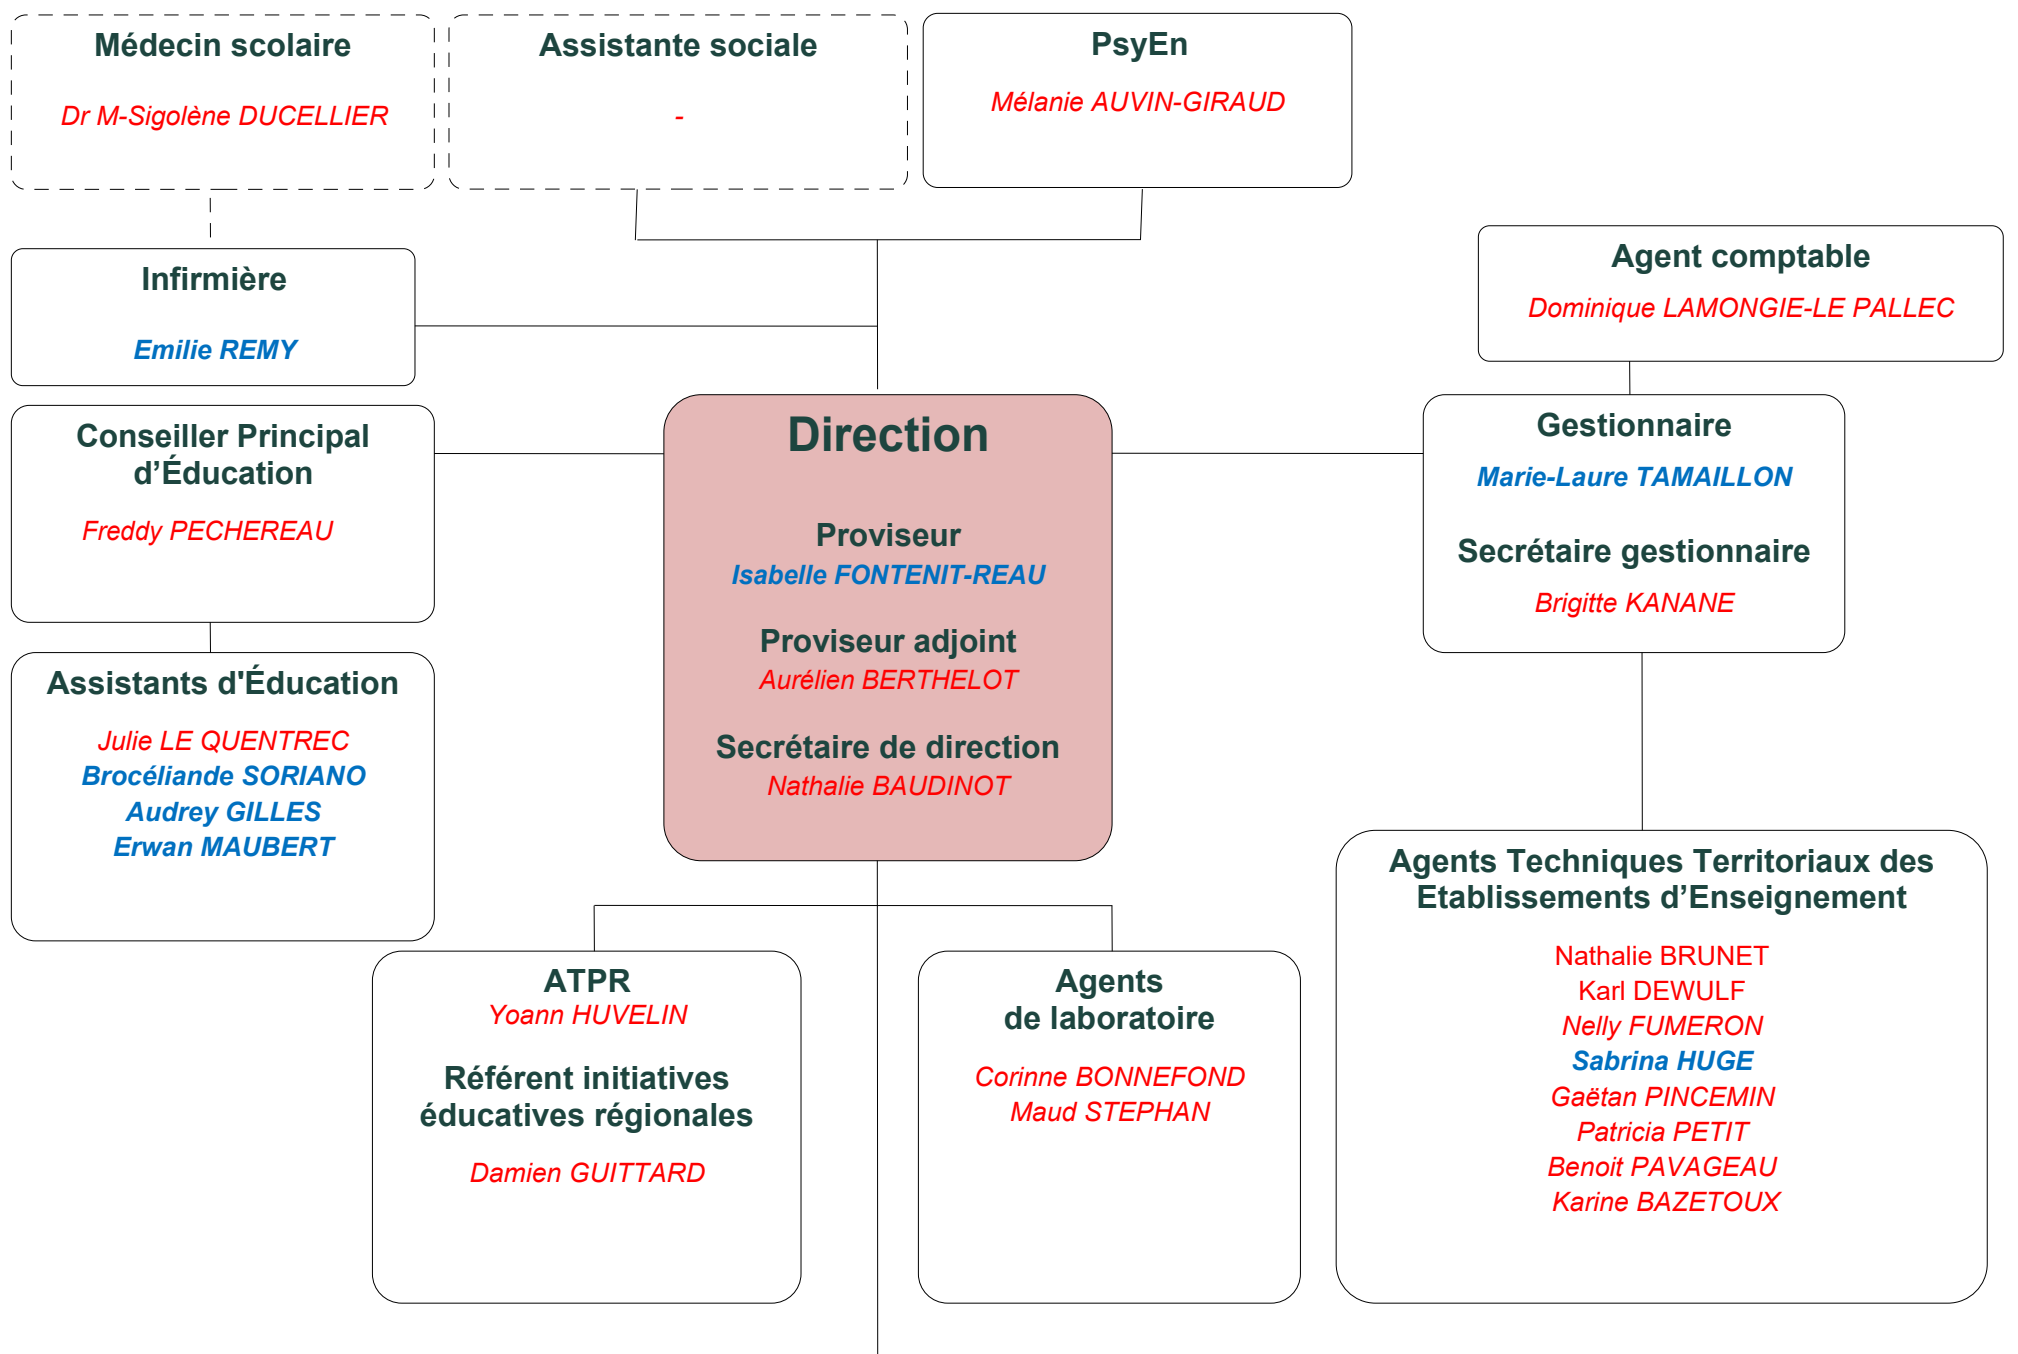 Médecin scolaire
Dr M-Sigolène DUCELLIER
Assistante sociale
-
PsyEn
Mélanie AUVIN-GIRAUD
Infirmière
Emilie REMY
Agent comptable
Dominique LAMONGIE-LE PALLEC
Conseiller Principal
d’Éducation
Freddy PECHEREAU
Direction
Proviseur
Isabelle FONTENIT-REAU
Proviseur adjoint
Aurélien BERTHELOT
Secrétaire de direction
Nathalie BAUDINOT
Gestionnaire
Marie-Laure TAMAILLON
Secrétaire gestionnaire
Brigitte KANANE
Assistants d'Éducation
Julie LE QUENTREC
Brocéliande SORIANO
Audrey GILLES
Erwan MAUBERT
ATPR
Yoann HUVELIN
Référent initiatives
éducatives régionales
Damien GUITTARD
Agents
de laboratoire
Corinne BONNEFOND
Maud STEPHAN
Agents Techniques Territoriaux des
Etablissements d’Enseignement
Nathalie BRUNET
Karl DEWULF
Nelly FUMERON
Sabrina HUGE
Gaëtan PINCEMIN
Patricia PETIT
Benoit PAVAGEAU
Karine BAZETOUX